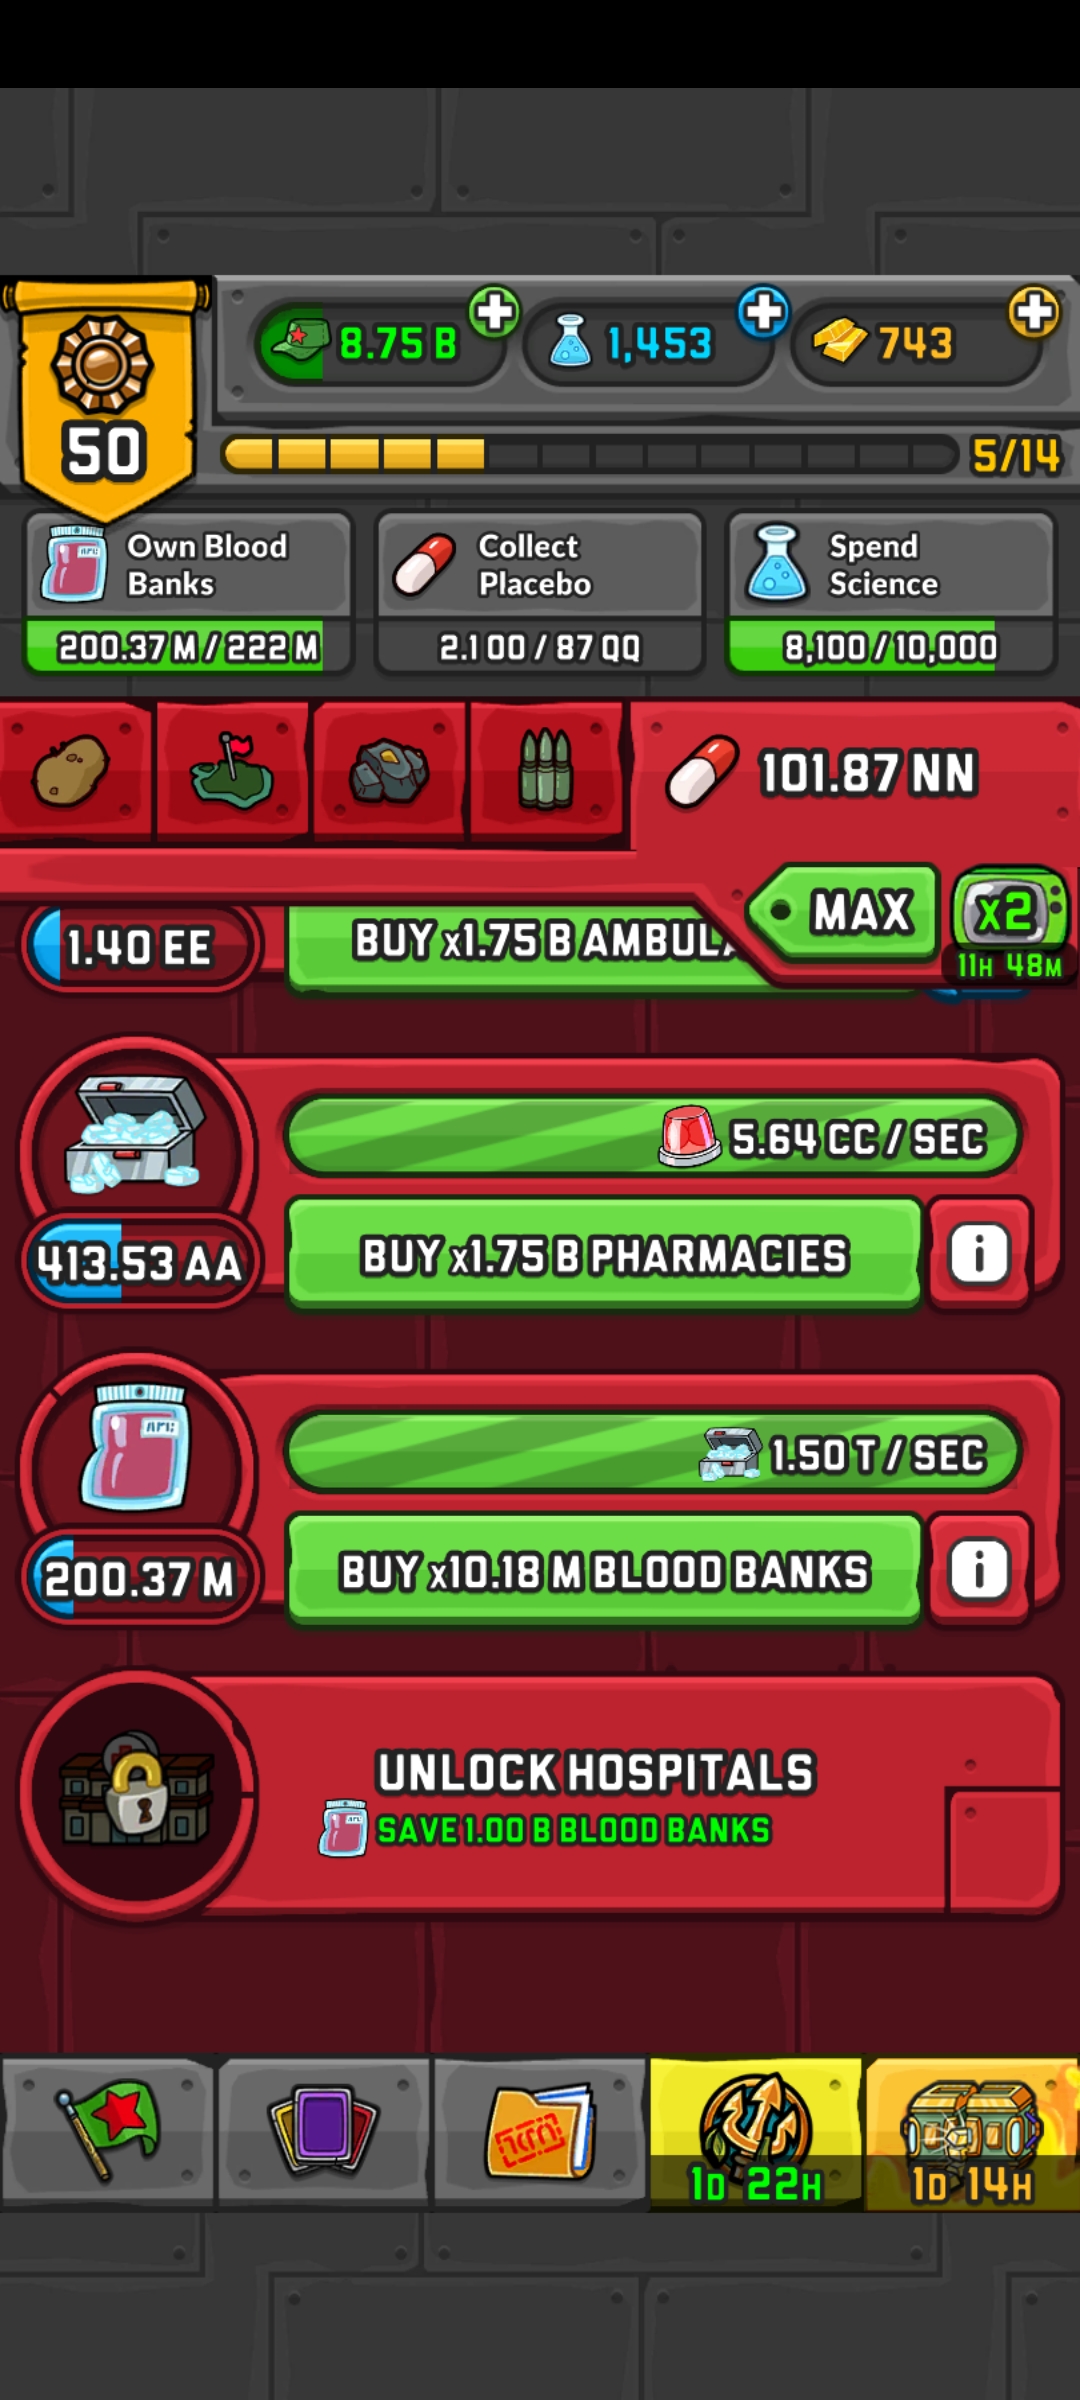 8.75 B
1,453
743
50
5/14
Own Blood
Banks
200.37 M / 222 M
Collect
Placebo
2.1 OO / 87 QQ
Spend
Science
8,100 / 10,000
101.87 NN
MAX
x2
11H 48M
1.40 EE
BUY x1.75 B AMBULA
5.64 CC / SEC
413.53 AA
BUY x1.75 B PHARMACIES
i
1.50 T / SEC
200.37 M
BUY x10.18 M BLOOD BANKS
i
UNLOCK HOSPITALS
SAVE 1.00 B BLOOD BANKS
1D 22H
1D 14H